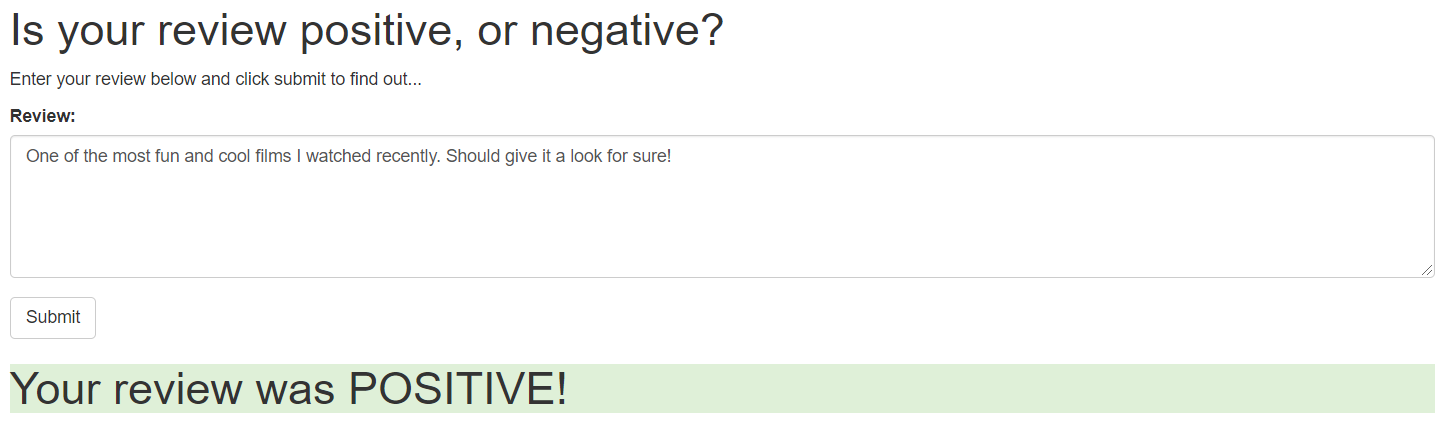 Is your review positive, or negative?
Enter your review below and click submit to find out...
Review:
One of the most fun and cool films I watched recently. Should give it a look for sure!
Submit
Your review was POSITIVE!